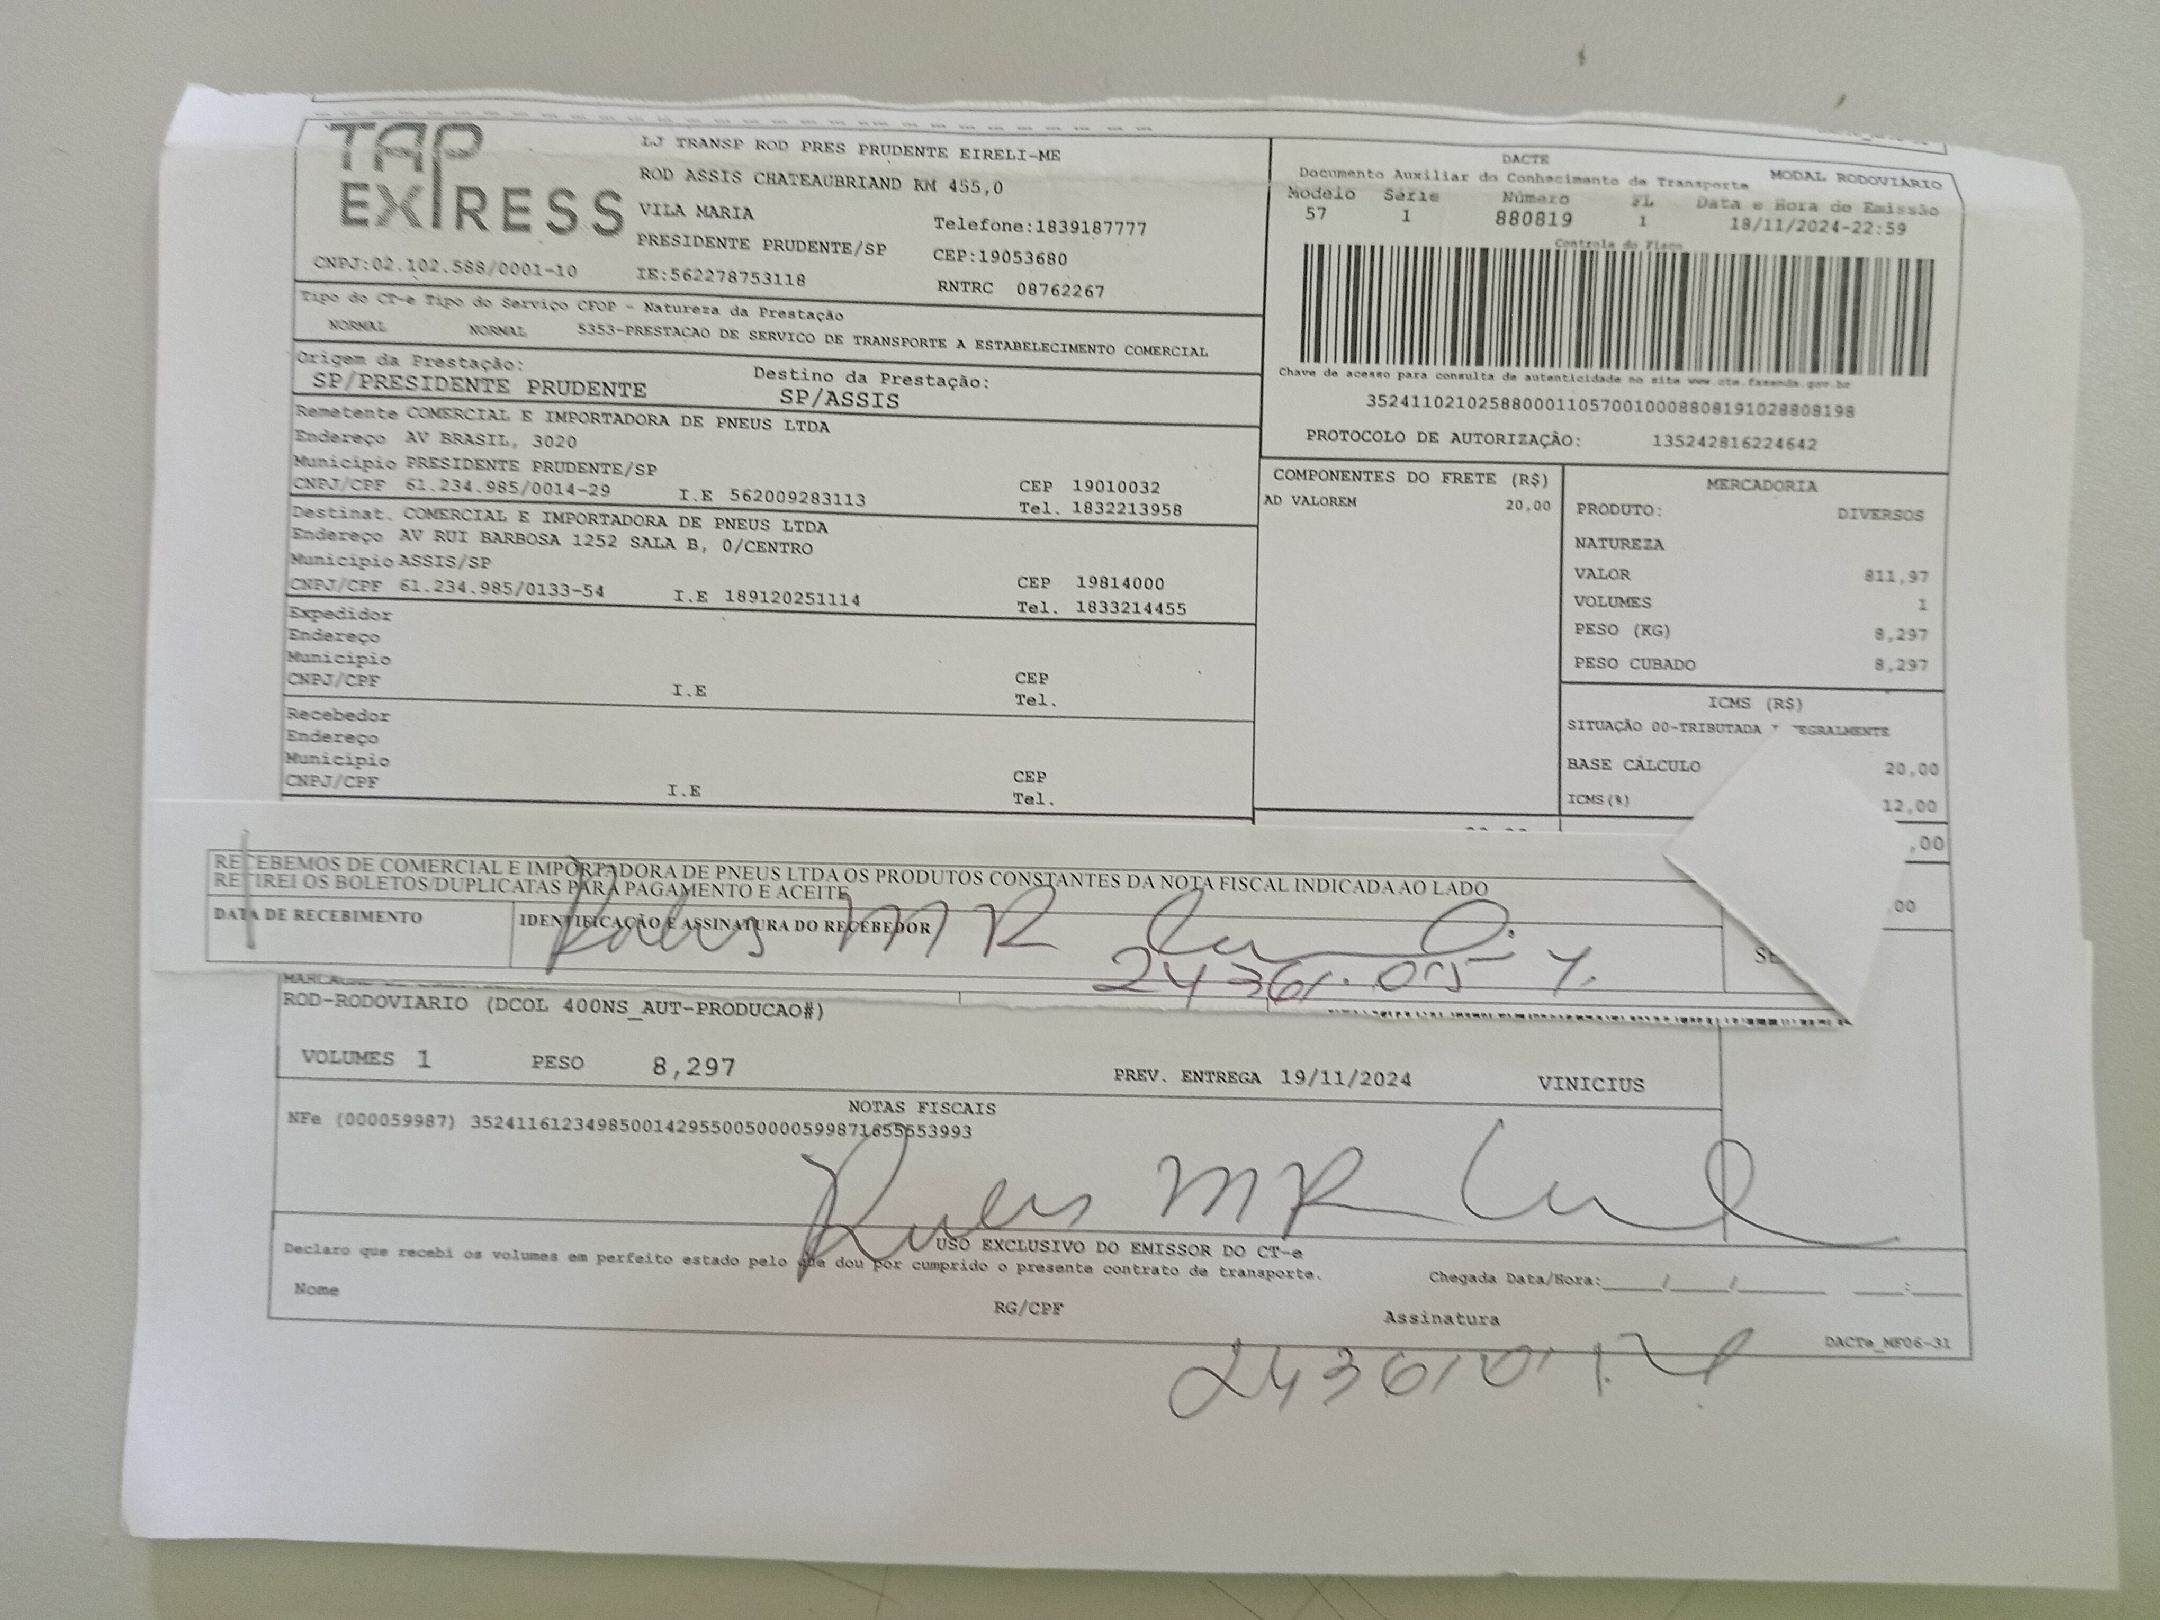 TAP
EXPRESS
CNPJ:02.102.588/0001-10
LJ TRANSP ROD PRES PRUDENTE EIRELI-ME
ROD ASSIS CHATEAUBRIAND KM 455,0
VILA MARIA
Telefone:1839187777
PRESIDENTE PRUDENTE/SP
CEP:19053680
IE:562278753118
RNTRC 08762267
DACTE
MODAL RODOVIÁRIO
Documento Auxiliar do Conhecimento de Transporte
Modelo Série Número FL Data e Hora de Emissão
57 1 880819 1 18/11/2024-22:59
Controle do Fisco
Chave de acesso para consulta de autenticidade no site www.cte.fazenda.gov.br
35241102102588000110570010008808191028808198
PROTOCOLO DE AUTORIZAÇÃO: 135242816224642
Tipo do CT-e Tipo do Serviço CFOP - Natureza da Prestação
NORMAL NORMAL 5353-PRESTACAO DE SERVICO DE TRANSPORTE A ESTABELECIMENTO COMERCIAL
Origem da Prestação: Destino da Prestação:
SP/PRESIDENTE PRUDENTE SP/ASSIS
Remetente COMERCIAL E IMPORTADORA DE PNEUS LTDA
Endereço AV BRASIL, 3020
Município PRESIDENTE PRUDENTE/SP CEP 19010032
CNPJ/CPF 61.234.985/0014-29 I.E 562009283113 Tel. 1832213958
Destinat. COMERCIAL E IMPORTADORA DE PNEUS LTDA
Endereço AV RUI BARBOSA 1252 SALA B, 0/CENTRO
Município ASSIS/SP CEP 19814000
CNPJ/CPF 61.234.985/0133-54 I.E 189120251114 Tel. 1833214455
Expedidor
Endereço
Município CEP
CNPJ/CPF I.E Tel.
Recebedor
Endereço
Município CEP
CNPJ/CPF I.E Tel.
COMPONENTES DO FRETE (R$)
AD VALOREM 20,00
MERCADORIA
PRODUTO: DIVERSOS
NATUREZA
VALOR 811,97
VOLUMES 1
PESO (KG) 8,297
PESO CUBADO 8,297
ICMS (R$)
SITUAÇÃO 00-TRIBUTADA EGRALMENTE
BASE CÁLCULO 20,00
ICMS(%) 12,00
,00
,00
RECEBEMOS DE COMERCIAL E IMPORTADORA DE PNEUS LTDA OS PRODUTOS CONSTANTES DA NOTA FISCAL INDICADA AO LADO
RETIREI OS BOLETOS/DUPLICATAS PARA PAGAMENTO E ACEITE
DATA DE RECEBIMENTO IDENTIFICAÇÃO E ASSINATURA DO RECEBEDOR
ROD-RODOVIARIO (DCOL 400NS_AUT-PRODUCAO#)
VOLUMES 1 PESO 8,297 PREV. ENTREGA 19/11/2024 VINICIUS
NOTAS FISCAIS
NFe (000059987) 35241161234985001429550050000599871655553993
USO EXCLUSIVO DO EMISSOR DO CT-e
Declaro que recebi os volumes em perfeito estado pelo que dou por cumprido o presente contrato de transporte.
Chegada Data/Hora:____/____/______ ___:___
Nome RG/CPF Assinatura
DACTe_MF06-31